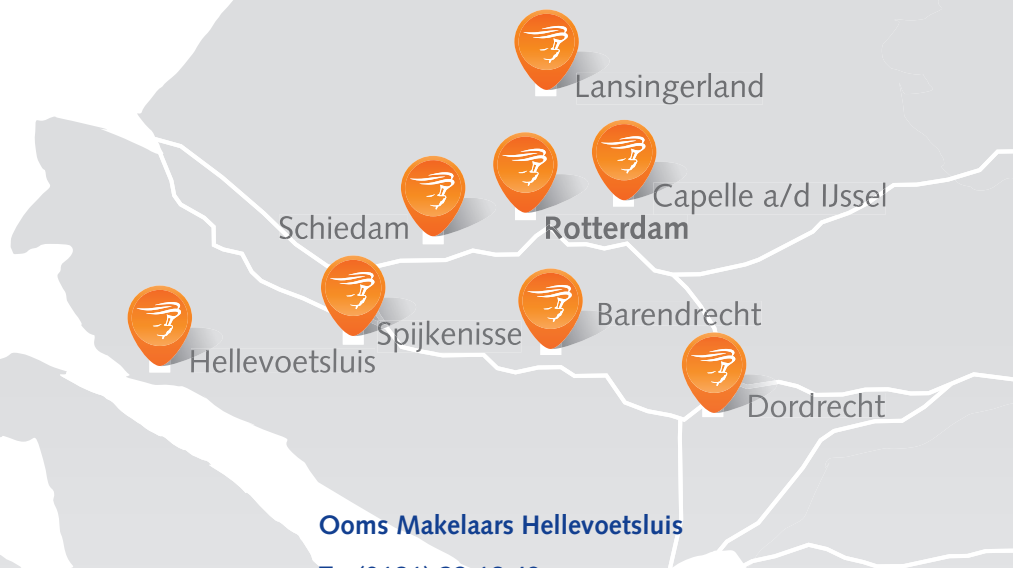 Lansingerland
Capelle a/d IJssel
Schiedam
Rotterdam
Barendrecht
Spijkenisse
Hellevoetsluis
Dordrecht
Ooms Makelaars Hellevoetsluis